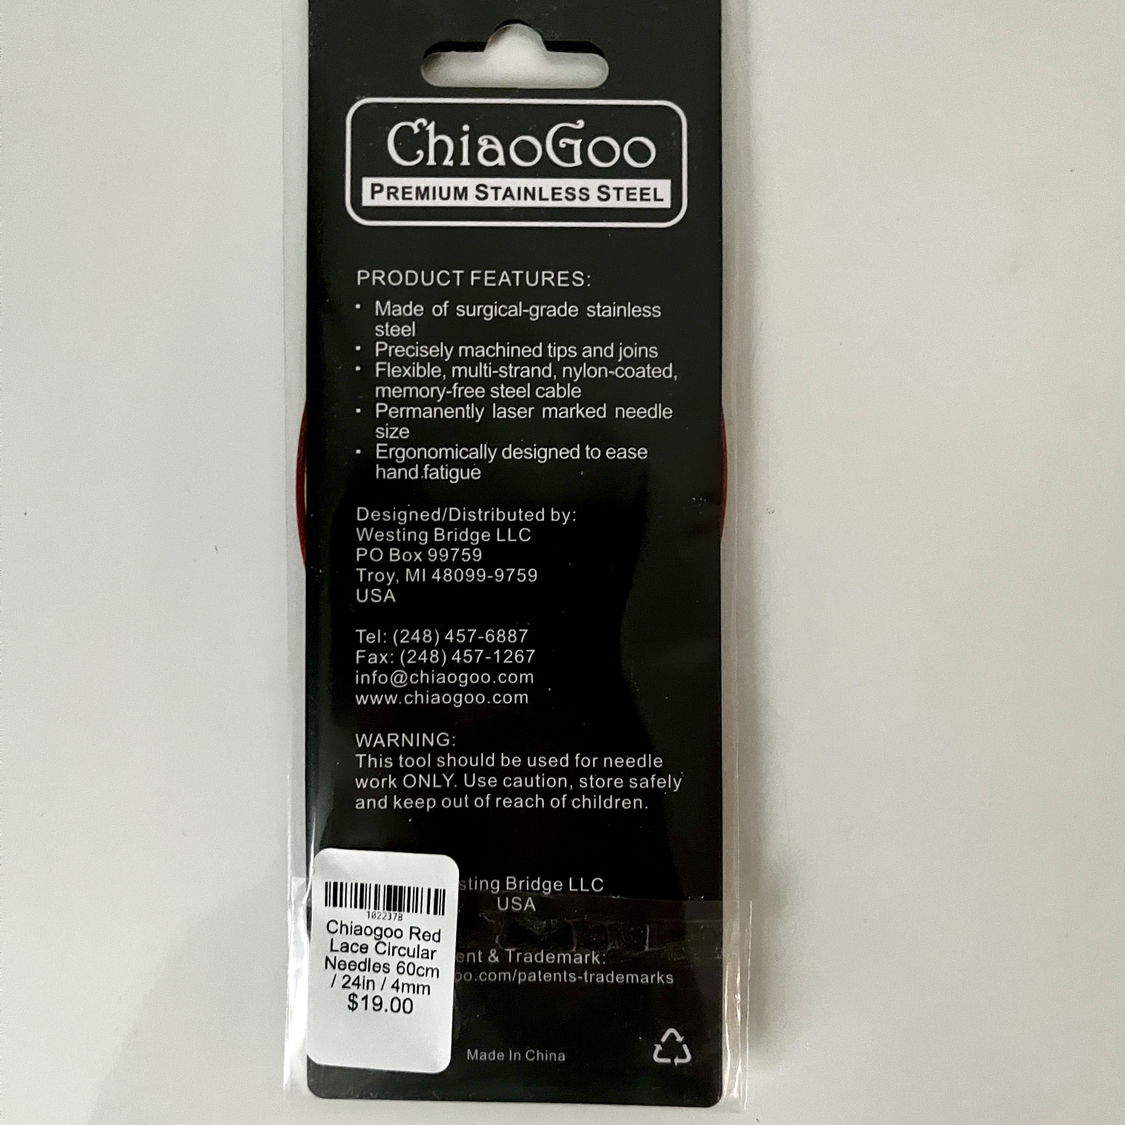 ChiaoGoo
PREMIUM STAINLESS STEEL
PRODUCT FEATURES:
• Made of surgical-grade stainless
steel
• Precisely machined tips and joins
• Flexible, multi-strand, nylon-coated,
memory-free steel cable
• Permanently laser marked needle
size
• Ergonomically designed to ease
hand fatigue
Designed/Distributed by:
Westing Bridge LLC
PO Box 99759
Troy, MI 48099-9759
USA
Tel: (248) 457-6887
Fax: (248) 457-1267
info@chiaogoo.com
www.chiaogoo.com
WARNING:
This tool should be used for needle
work ONLY. Use caution, store safely
and keep out of reach of children.
Bridge LLC
USA
& Trademark:
Made In China
1022378
Chiaogoo Red
Lace Circular
Needles 60cm
/ 24in / 4mm
$19.00